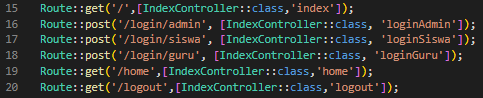 15 Route::get('/',[IndexController::class,'index']);
16 Route::post('/login/admin', [IndexController::class, 'loginAdmin']);
17 Route::post('/login/siswa', [IndexController::class, 'loginSiswa']);
18 Route::post('/login/guru', [IndexController::class, 'loginGuru']);
19 Route::get('/home',[IndexController::class,'home']);
20 Route::get('/logout',[IndexController::class,'logout']);